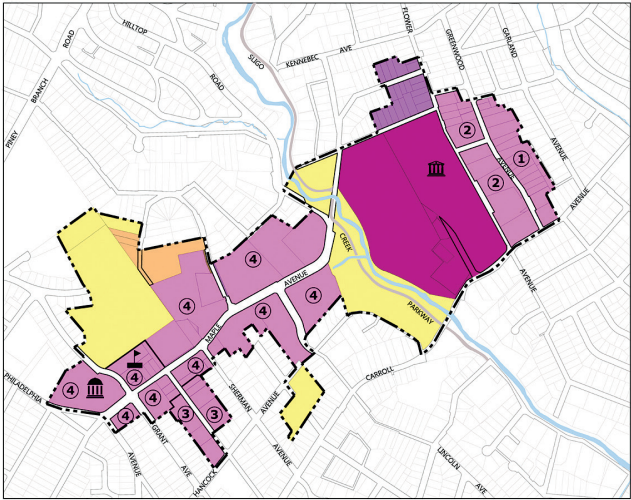 HILLTOP
ROAD
PINEY
BRANCH
ROAD
SLIGO
KENNEBEC AVE
FLOWER
GREENWOOD
GARLAND
AVENUE
AVENUE
AVENUE
AVENUE
2
1
2
CREEK
PARKWAY
4
4
4
4
AVENUE
MAPLE
4
4
4
4
4
3
3
PHILADELPHIA
GRANT
AVENUE
AVE
HANCOCK
SHERMAN
AVENUE
AVENUE
CARROLL
LINCOLN
AVE